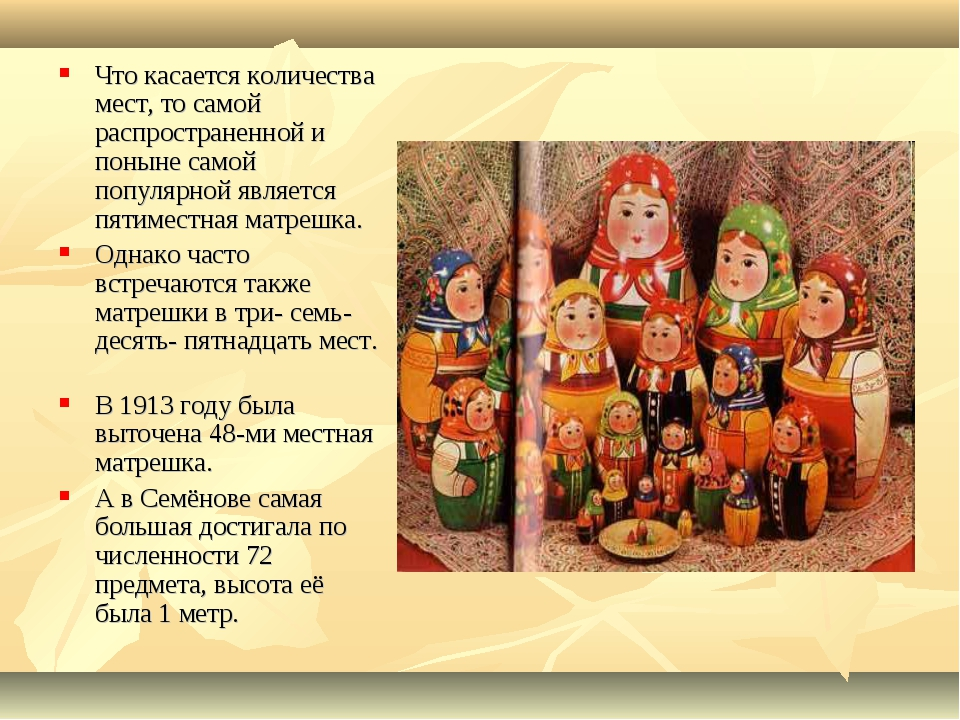 Что касается количества
мест, то самой
распространенной и
поныне самой
популярной является
пятиместная матрешка.
Однако часто
встречаются также
матрешки в три- семь-
десять- пятнадцать мест.
В 1913 году была
выточена 48-ми местная
матрешка.
А в Семёнове самая
большая достигала по
численности 72
предмета, высота её
была 1 метр.